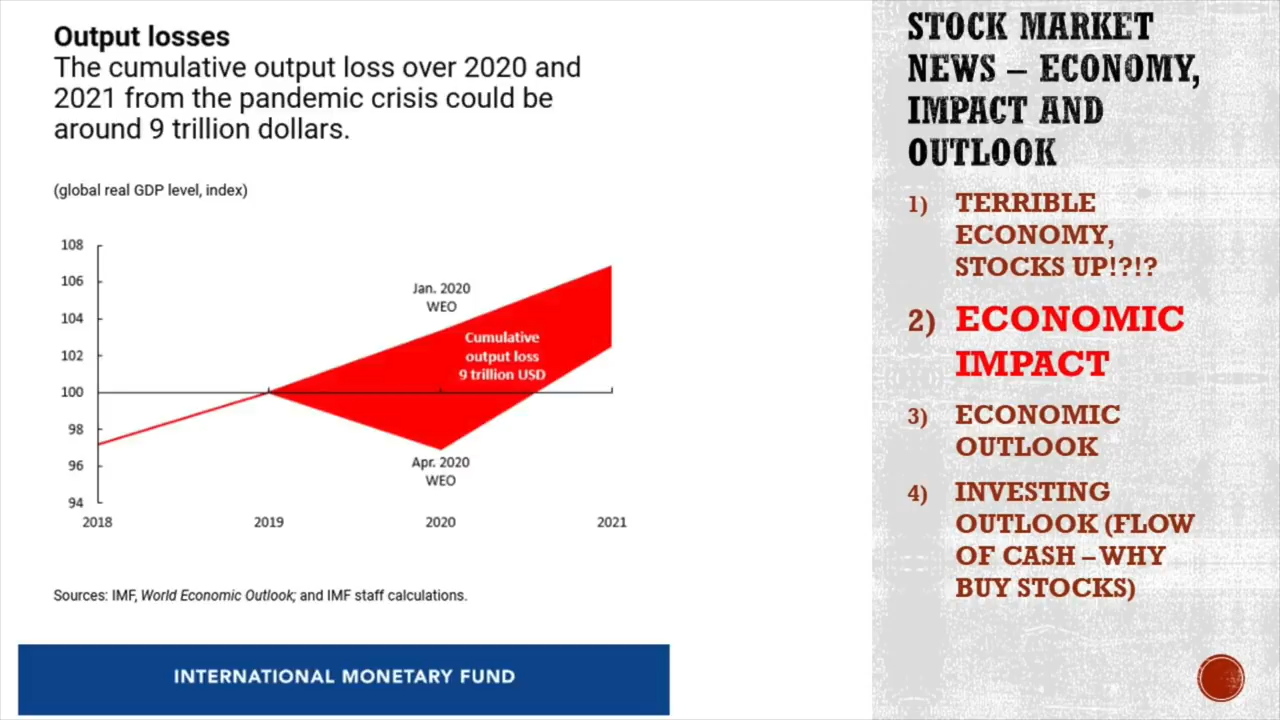 Output losses
The cumulative output loss over 2020 and
2021 from the pandemic crisis could be
around 9 trillion dollars.
(global real GDP level, index)
108
106
104
102
100
98
96
94
2018
2019
2020
2021
Jan. 2020
WEO
Cumulative
output loss
9 trillion USD
Apr. 2020
WEO
Sources: IMF, World Economic Outlook; and IMF staff calculations.
INTERNATIONAL MONETARY FUND
STOCK MARKET
NEWS – ECONOMY,
IMPACT AND
OUTLOOK
1) TERRIBLE
ECONOMY,
STOCKS UP!?!?
2) ECONOMIC
IMPACT
3) ECONOMIC
OUTLOOK
4) INVESTING
OUTLOOK (FLOW
OF CASH – WHY
BUY STOCKS)